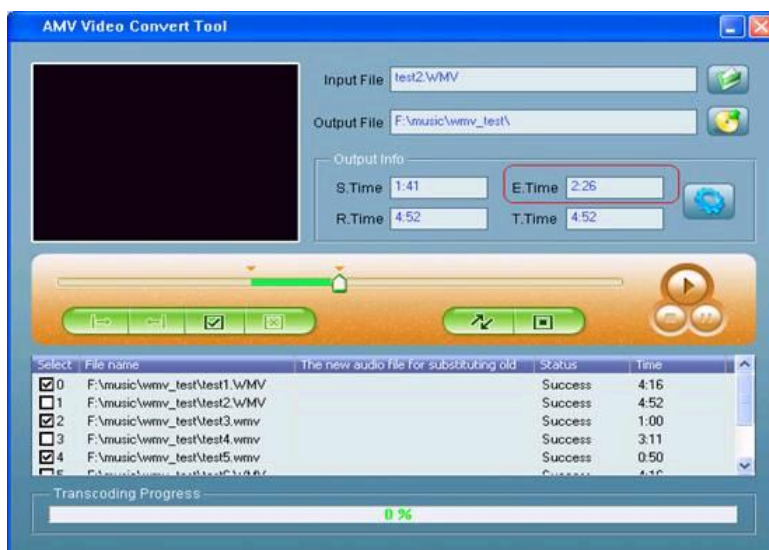 AMV Video Convert Tool
Input File test2.WMV
Output File F:\music\wmv_test\
Output Info
S.Time 1:41 E.Time 2:26
R.Time 4:52 T.Time 4:52
Select File name The new audio file for substituting old Status Time
0 F:\music\wmv_test\test1.WMV Success 4:16
1 F:\music\wmv_test\test2.WMV Success 4:52
2 F:\music\wmv_test\test3.wmv Success 1:00
3 F:\music\wmv_test\test4.wmv Success 3:11
4 F:\music\wmv_test\test5.wmv Success 0:50
Transcoding Progress
0 %